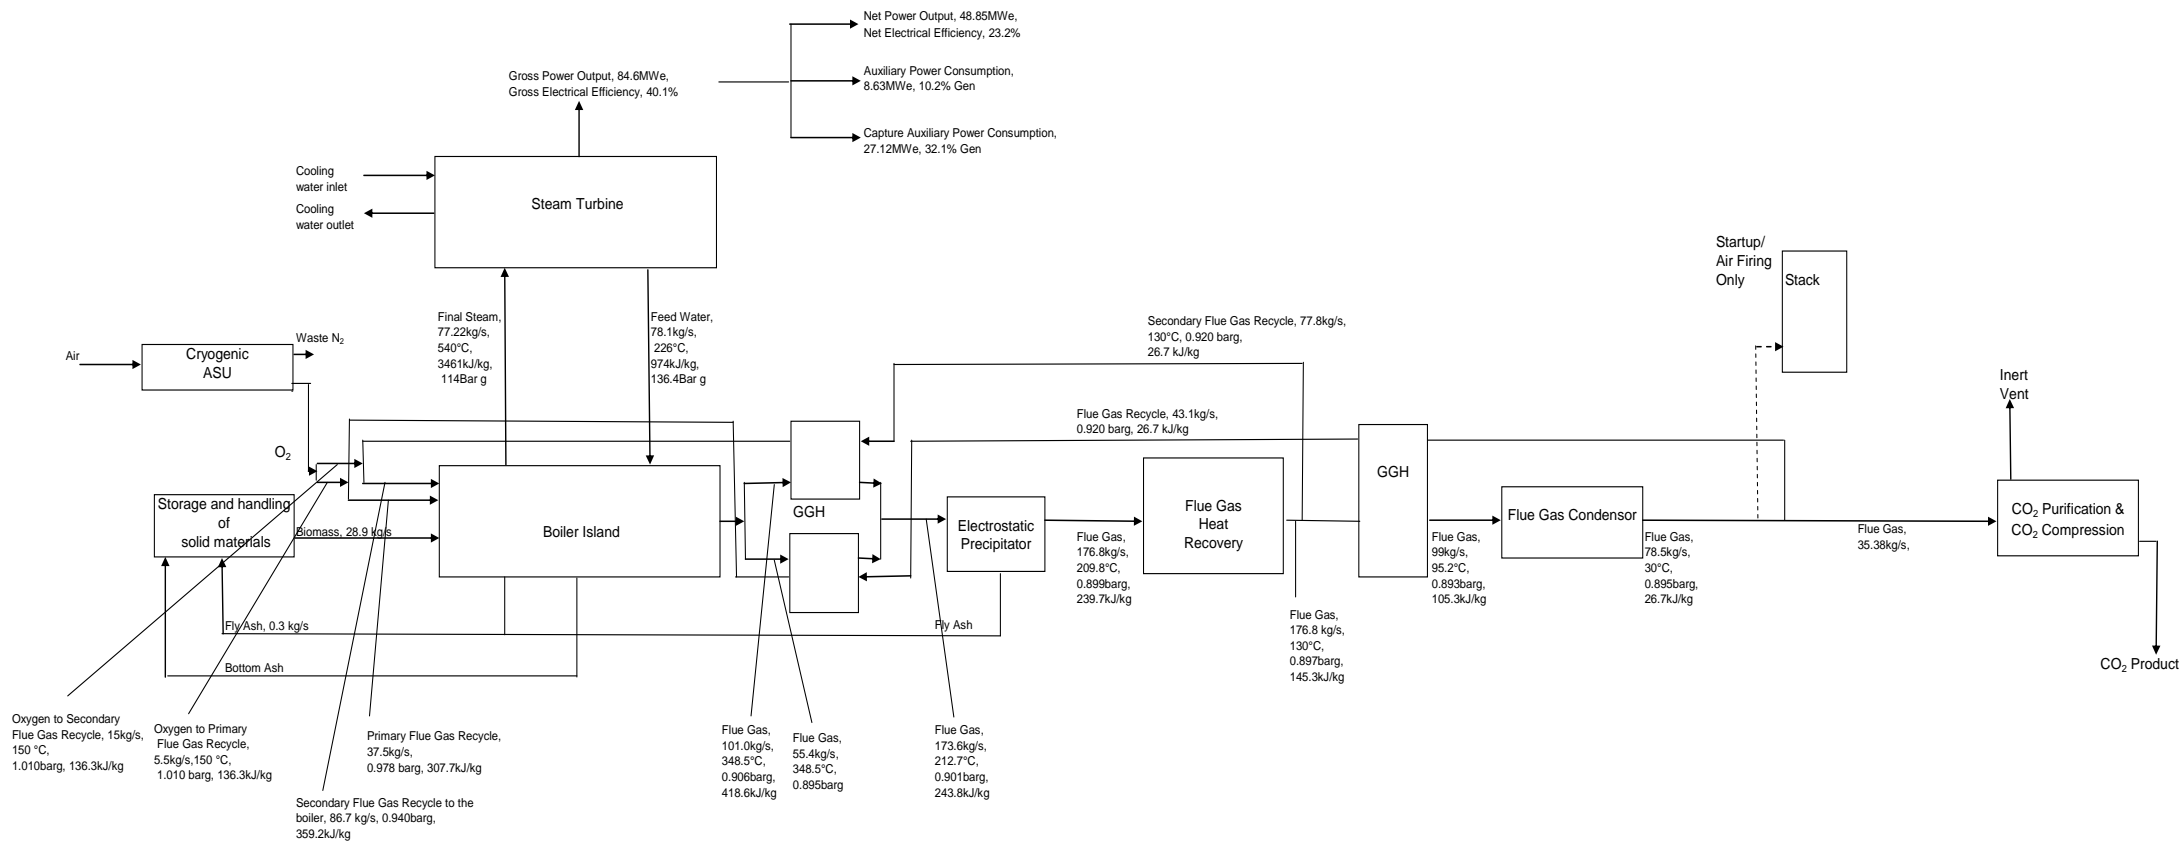 Net Power Output, 48.85MWe,
Net Electrical Efficiency, 23.2%
Gross Power Output, 84.6MWe,
Gross Electrical Efficiency, 40.1%
Auxiliary Power Consumption,
8.63MWe, 10.2% Gen
Capture Auxiliary Power Consumption,
27.12MWe, 32.1% Gen
Cooling
water inlet
Cooling
water outlet
Steam Turbine
Startup/
Air Firing
Only
Stack
Final Steam,
77.22kg/s,
540°C,
3461kJ/kg,
114Bar g
Feed Water,
78.1kg/s,
226°C,
974kJ/kg,
136.4Bar g
Secondary Flue Gas Recycle, 77.8kg/s,
130°C, 0.920 barg,
26.7 kJ/kg
Air
Cryogenic
ASU
Waste N₂
Inert
Vent
Flue Gas Recycle, 43.1kg/s,
0.920 barg, 26.7 kJ/kg
O₂
Storage and handling
of
solid materials
Biomass, 28.9 kg/s
Boiler Island
GGH
Electrostatic
Precipitator
Flue Gas
Heat
Recovery
GGH
Flue Gas Condensor
CO₂ Purification &
CO₂ Compression
Flue Gas,
176.8kg/s,
209.8°C,
0.899barg,
239.7kJ/kg
Flue Gas,
99kg/s,
95.2°C,
0.893barg,
105.3kJ/kg
Flue Gas,
78.5kg/s,
30°C,
0.895barg,
26.7kJ/kg
Flue Gas,
35.38kg/s,
Fly Ash, 0.3 kg/s
Fly Ash
Flue Gas,
176.8 kg/s,
130°C,
0.897barg,
145.3kJ/kg
Bottom Ash
CO₂ Product
Oxygen to Secondary
Flue Gas Recycle, 15kg/s,
150 °C,
1.010barg, 136.3kJ/kg
Oxygen to Primary
Flue Gas Recycle,
5.5kg/s,150 °C,
1.010 barg, 136.3kJ/kg
Primary Flue Gas Recycle,
37.5kg/s,
0.978 barg, 307.7kJ/kg
Secondary Flue Gas Recycle to the
boiler, 86.7 kg/s, 0.940barg,
359.2kJ/kg
Flue Gas,
101.0kg/s,
348.5°C,
0.906barg,
418.6kJ/kg
Flue Gas,
55.4kg/s,
348.5°C,
0.895barg
Flue Gas,
173.6kg/s,
212.7°C,
0.901barg,
243.8kJ/kg